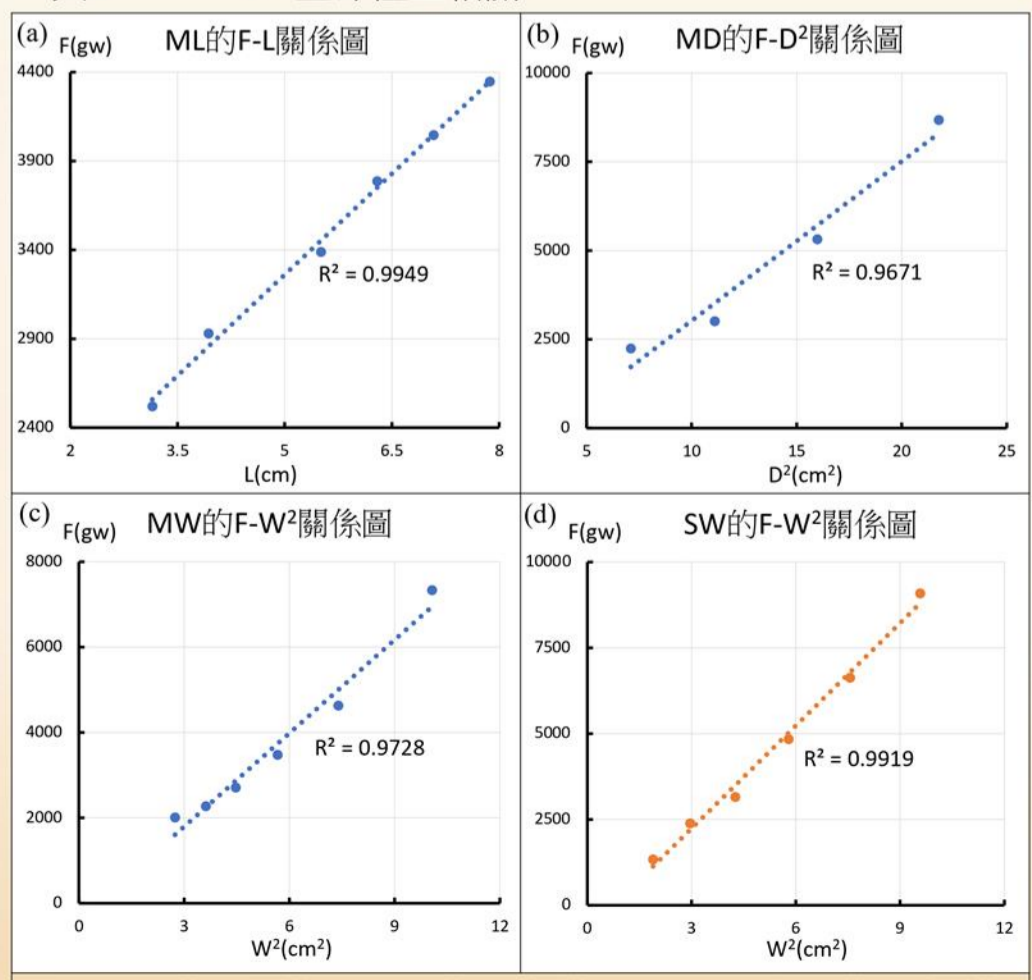 (a)
F(gw)
ML的F-L關係圖
4400
3900
3400
2900
2400
R² = 0.9949
2
3.5
5
6.5
8
L(cm)
(b)
F(gw)
MD的F-D²關係圖
10000
7500
5000
2500
0
R² = 0.9671
5
10
15
20
25
D²(cm²)
(c)
F(gw)
MW的F-W²關係圖
8000
6000
4000
2000
0
R² = 0.9728
0
3
6
9
12
W²(cm²)
(d)
F(gw)
SW的F-W²關係圖
10000
7500
5000
2500
0
R² = 0.9919
0
3
6
9
12
W²(cm²)